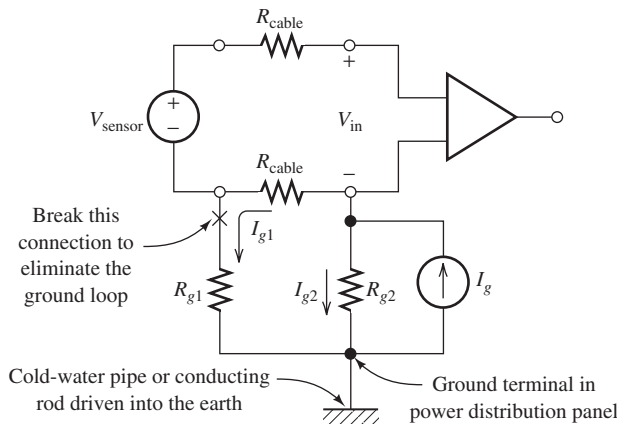 R_cable
+
+
−
V_sensor
V_in
R_cable
−
Break this
connection to
eliminate the
ground loop
I_g1
R_g1
I_g2
R_g2
I_g
Cold-water pipe or conducting
rod driven into the earth
Ground terminal in
power distribution panel